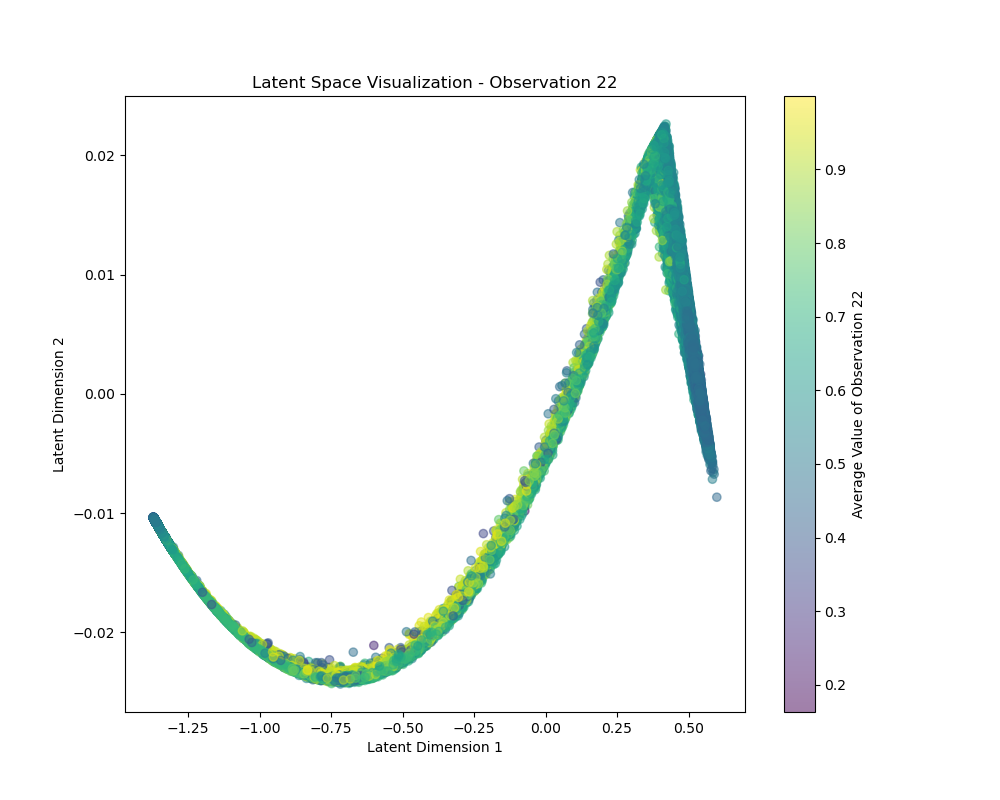 Latent Space Visualization - Observation 22
Latent Dimension 2
0.02
0.01
0.00
−0.01
−0.02
−1.25 −1.00 −0.75 −0.50 −0.25 0.00 0.25 0.50
Latent Dimension 1
0.9
0.8
0.7
0.6
0.5
0.4
0.3
0.2
Average Value of Observation 22